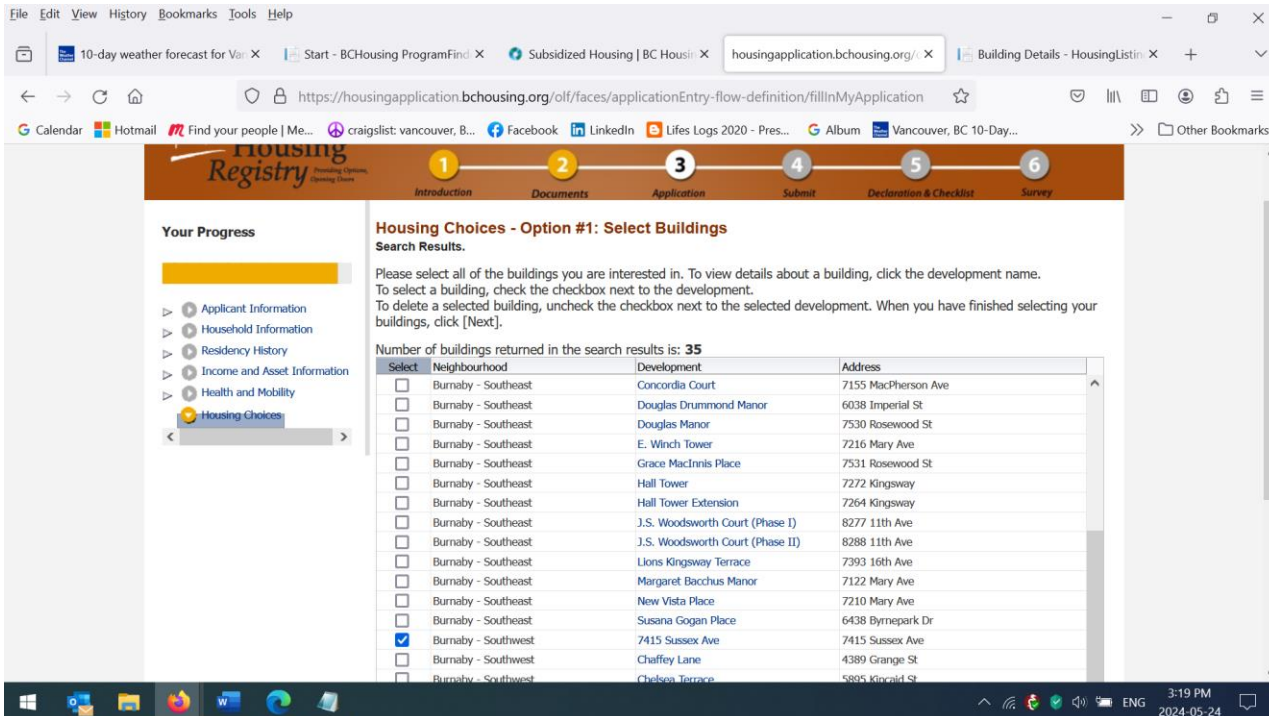 File Edit View History Bookmarks Tools Help
10-day weather forecast for Van
Start - BCHousing ProgramFind
Subsidized Housing | BC Housin
housingapplication.bchousing.org/
Building Details - HousingListin
https://housingapplication.bchousing.org/olf/faces/applicationEntry-flow-definition/fillInMyApplication
Calendar Hotmail Find your people | Me... craigslist: vancouver, B... Facebook LinkedIn Lifes Logs 2020 - Pres... Album Vancouver, BC 10-Day... Other Bookmarks
Housing
Registry Providing Options, Opening Doors
1 2 3 4 5 6
Introduction Documents Application Submit Declaration & Checklist Survey
Your Progress
Applicant Information
Household Information
Residency History
Income and Asset Information
Health and Mobility
Housing Choices
Housing Choices - Option #1: Select Buildings
Search Results.
Please select all of the buildings you are interested in. To view details about a building, click the development name.
To select a building, check the checkbox next to the development.
To delete a selected building, uncheck the checkbox next to the selected development. When you have finished selecting your
buildings, click [Next].
Number of buildings returned in the search results is: 35
Select Neighbourhood Development Address
Burnaby - Southeast Concordia Court 7155 MacPherson Ave
Burnaby - Southeast Douglas Drummond Manor 6038 Imperial St
Burnaby - Southeast Douglas Manor 7530 Rosewood St
Burnaby - Southeast E. Winch Tower 7216 Mary Ave
Burnaby - Southeast Grace MacInnis Place 7531 Rosewood St
Burnaby - Southeast Hall Tower 7272 Kingsway
Burnaby - Southeast Hall Tower Extension 7264 Kingsway
Burnaby - Southeast J.S. Woodsworth Court (Phase I) 8277 11th Ave
Burnaby - Southeast J.S. Woodsworth Court (Phase II) 8288 11th Ave
Burnaby - Southeast Lions Kingsway Terrace 7393 16th Ave
Burnaby - Southeast Margaret Bacchus Manor 7122 Mary Ave
Burnaby - Southeast New Vista Place 7210 Mary Ave
Burnaby - Southeast Susana Gogan Place 6438 Byrnepark Dr
Burnaby - Southwest 7415 Sussex Ave 7415 Sussex Ave
Burnaby - Southwest Chaffey Lane 4389 Grange St
Burnaby - Southwest Chelsea Terrace 5895 Kincaid St
ENG
3:19 PM
2024-05-24